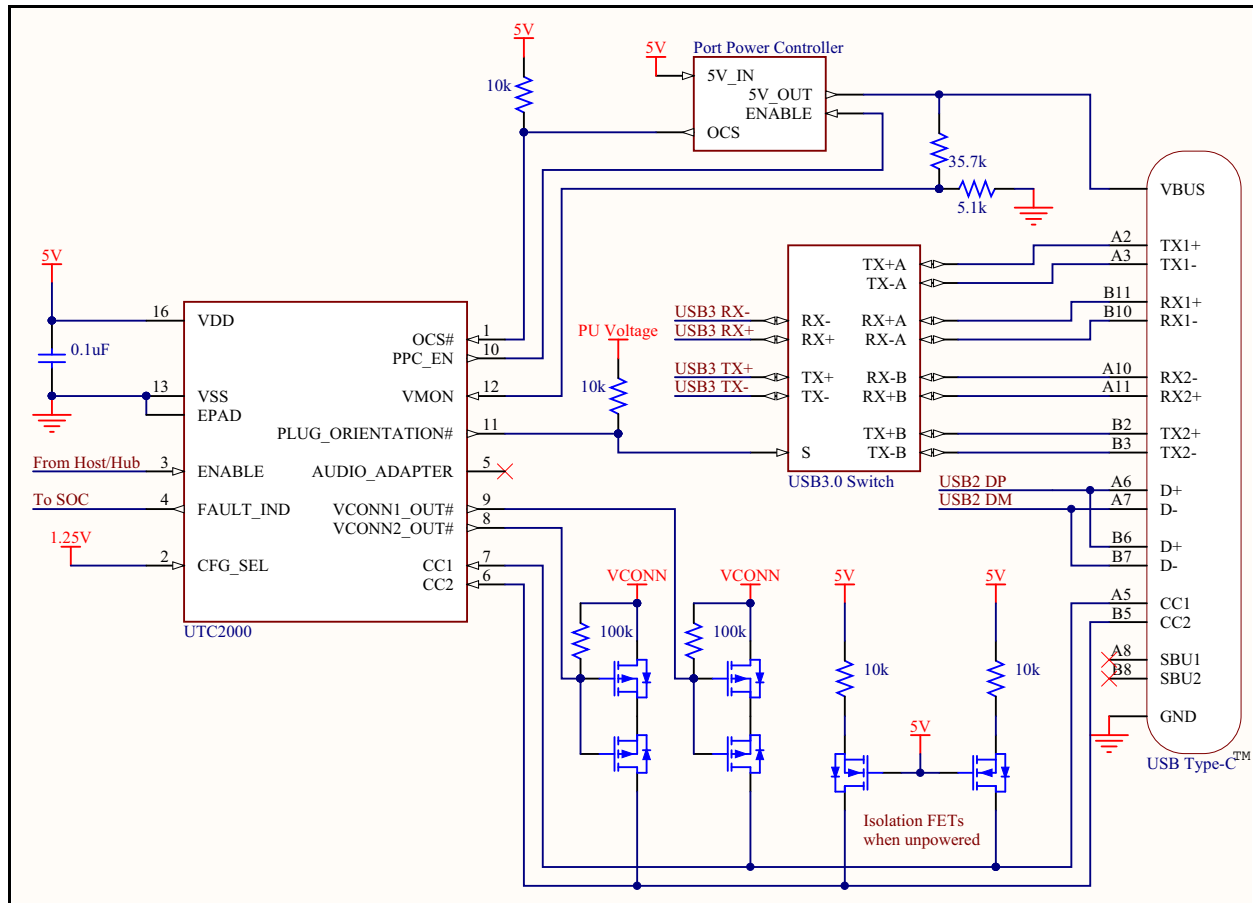 5V
5V
Port Power Controller
5V_IN
5V_OUT
ENABLE
OCS
10k
35.7k
5.1k
VBUS
5V
16
VDD
0.1uF
13
VSS
EPAD
From Host/Hub
3
ENABLE
To SOC
4
FAULT_IND
1.25V
2
CFG_SEL
OCS#
1
PPC_EN
10
VMON
12
PLUG_ORIENTATION#
11
AUDIO_ADAPTER
5
VCONN1_OUT#
9
VCONN2_OUT#
8
CC1
7
CC2
6
UTC2000
PU Voltage
10k
USB3 RX-
USB3 RX+
USB3 TX+
USB3 TX-
RX-
RX+
TX+
TX-
S
TX+A
TX-A
RX+A
RX-A
RX-B
RX+B
TX+B
TX-B
USB3.0 Switch
A2
TX1+
A3
TX1-
B11
RX1+
B10
RX1-
A10
RX2-
A11
RX2+
B2
TX2+
B3
TX2-
USB2 DP
A6
D+
USB2 DM
A7
D-
B6
D+
B7
D-
A5
CC1
B5
CC2
A8
SBU1
B8
SBU2
GND
USB Type-C™
VCONN
VCONN
5V
5V
100k
100k
10k
10k
5V
Isolation FETs
when unpowered